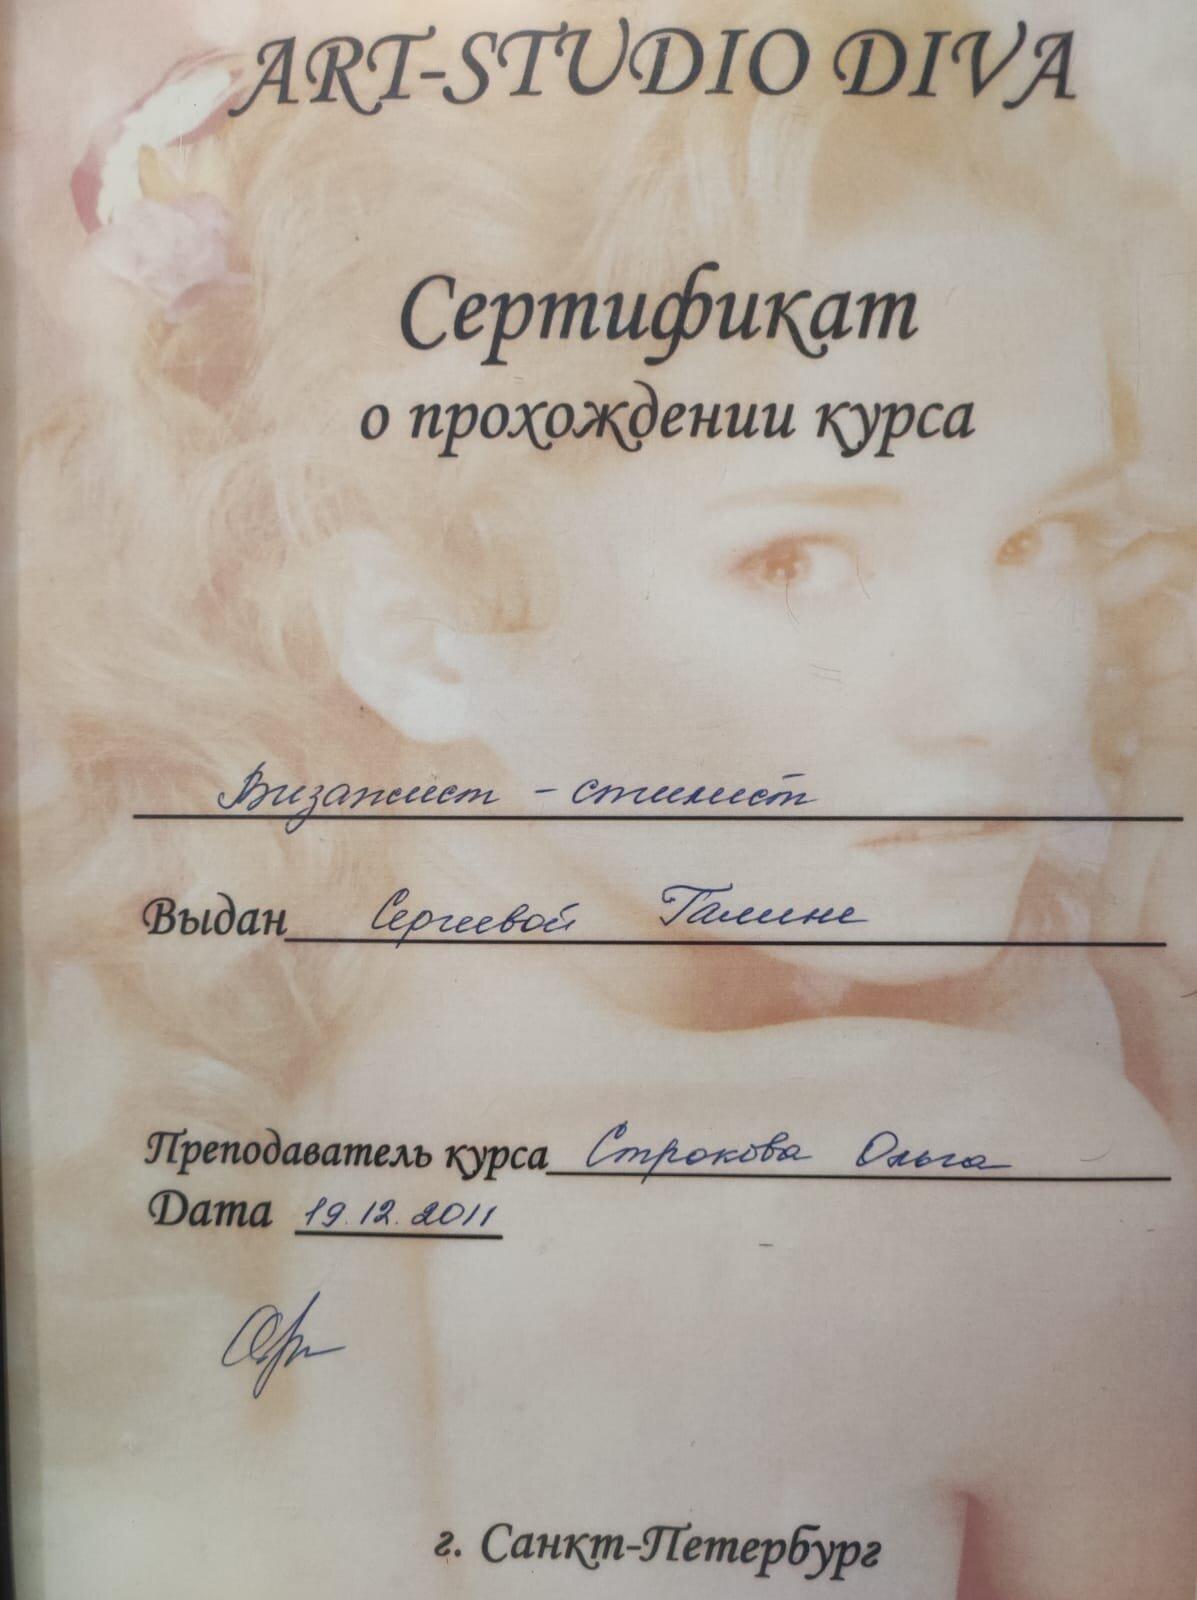 ART-STUDIO DIVA
Сертификат
о прохождении курса
Визажист - стилист
Выдан Сергеевой Галине
Преподаватель курса Строкова Ольга
Дата 19.12.2011
г. Санкт-Петербург